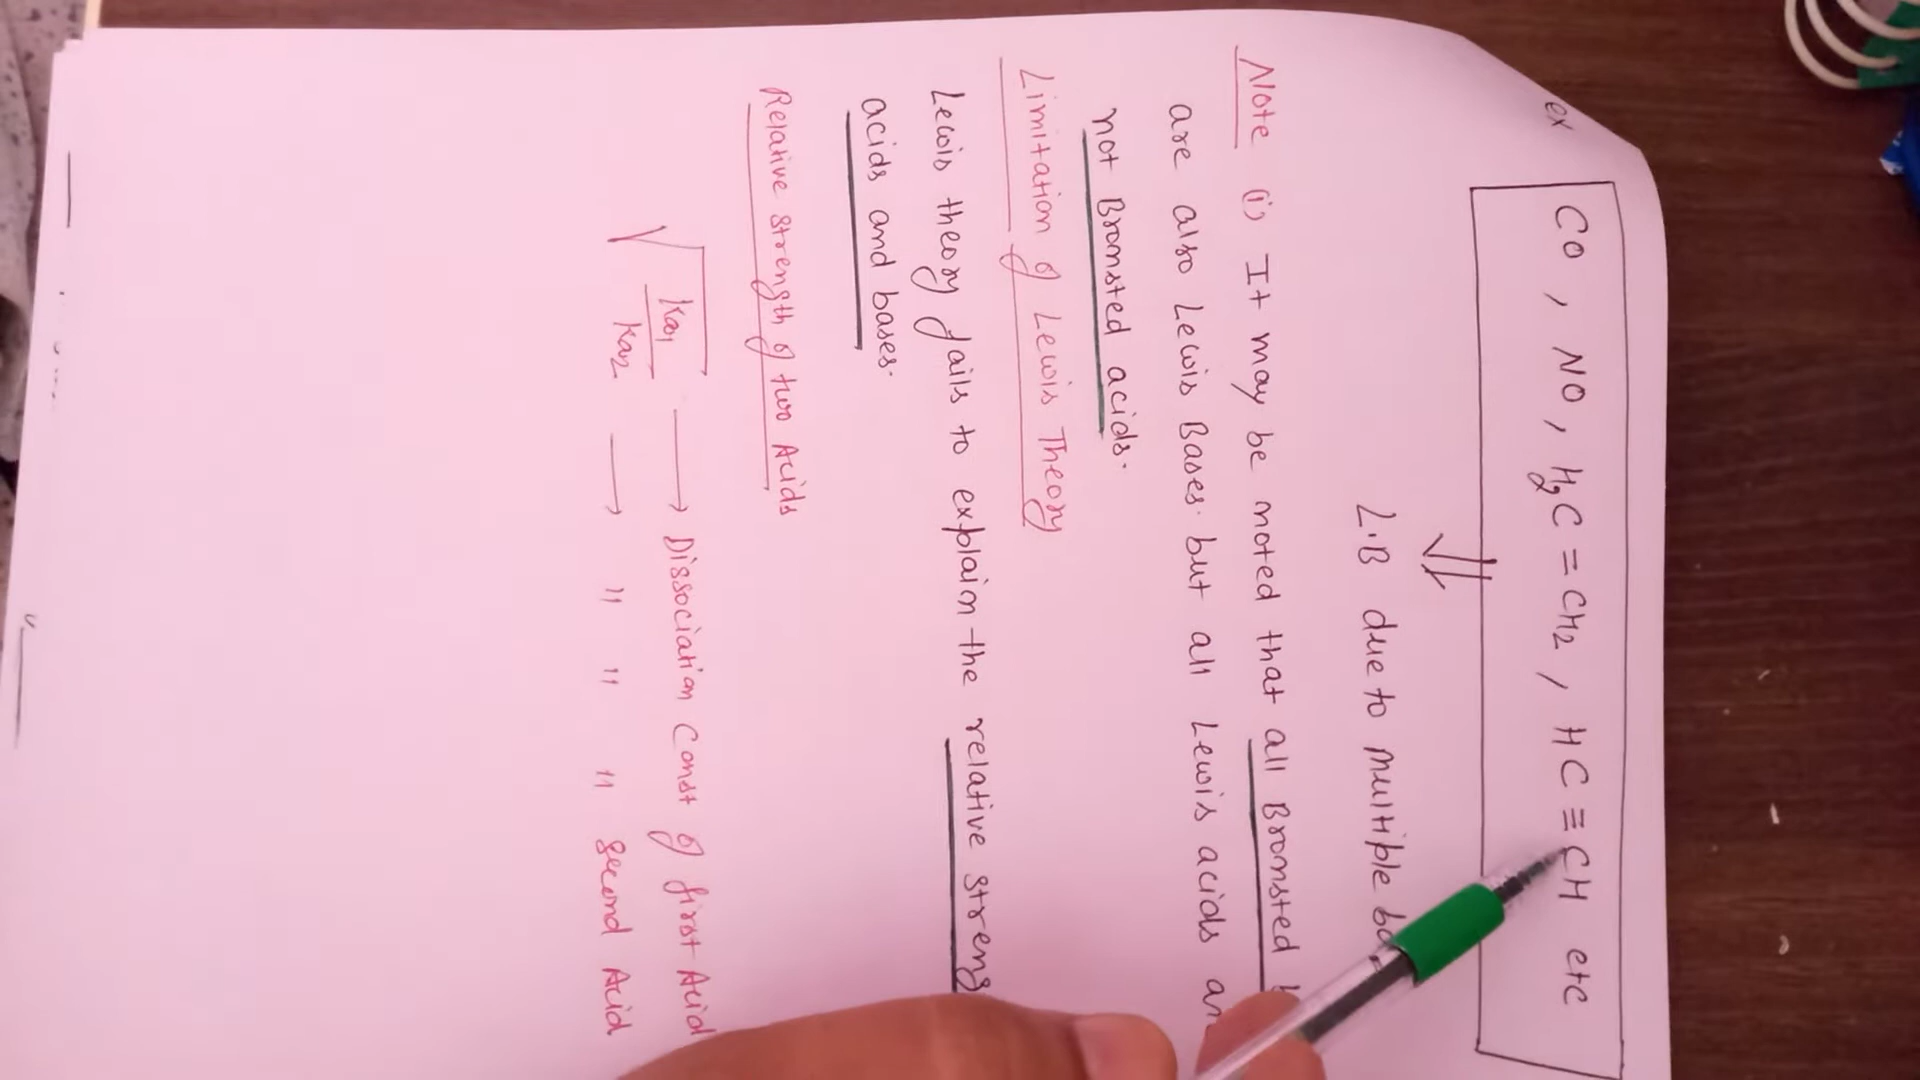 ex CO , NO , H2C = CH2 , HC ≡ CH etc
L.B due to multible
Note (i) It may be noted that all Bronsted
are also Lewis Bases. but all Lewis acids
not Bronsted acids.
Limitation of Lewis Theory
Lewis theory fails to explain the relative
acids and bases.
Relative strength of two Acids
√ Ka1 → Dissociation Const of first Acid
Ka2 → " " " second Acid